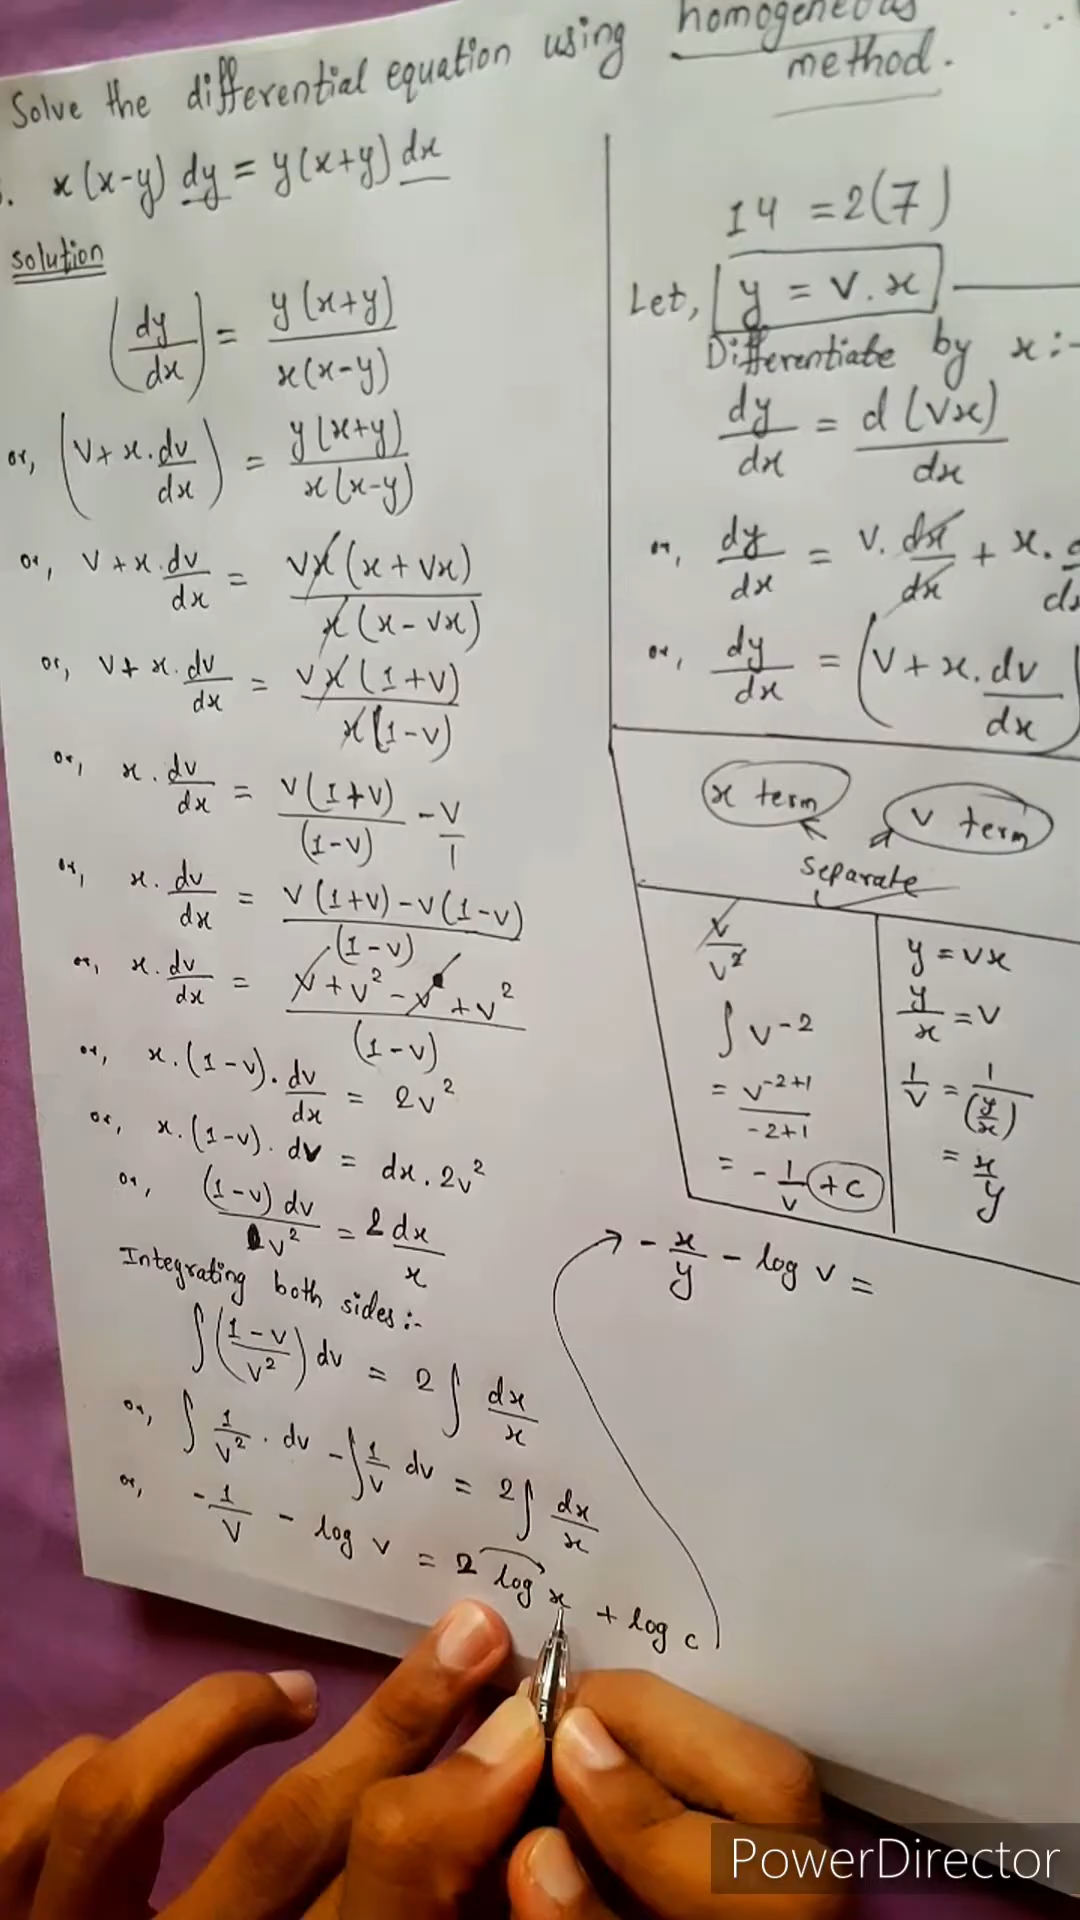 Solve the differential equation using homogeneous method.
x(x-y) dy = y(x+y) dx
solution
(dy/dx) = y(x+y)/x(x-y)
or, (v+x.dv/dx) = y(x+y)/x(x-y)
or, v+x.dv/dx = vx(x+vx)/x(x-vx)
or, v+x.dv/dx = vx(1+v)/x(1-v)
or, x.dv/dx = v(1+v)/(1-v) - v/1
or, x.dv/dx = v(1+v)-v(1-v)/(1-v)
or, x.dv/dx = v+v²-v+v²/(1-v)
or, x.(1-v).dv/dx = 2v²
or, x.(1-v).dv = dx.2v²
or, (1-v)dv/v² = 2dx/x
Integrating both sides:-
∫(1-v/v²)dv = 2∫dx/x
or, ∫1/v².dv - ∫1/v dv = 2∫dx/x
or, -1/v - log v = 2 log x + log c
14 = 2(7)
Let, y = v.x
Differentiate by x:-
dy/dx = d(vx)/dx
or, dy/dx = v.dx/dx + x.
or, dy/dx = (v+x.dv/dx)
x term
v term
Separate
v/v²
∫v-2
= v-2+1/-2+1
= -1/v +c
y = vx
y/x = v
1/v = 1/(y/x)
= x/y
-x/y - log v =
PowerDirector